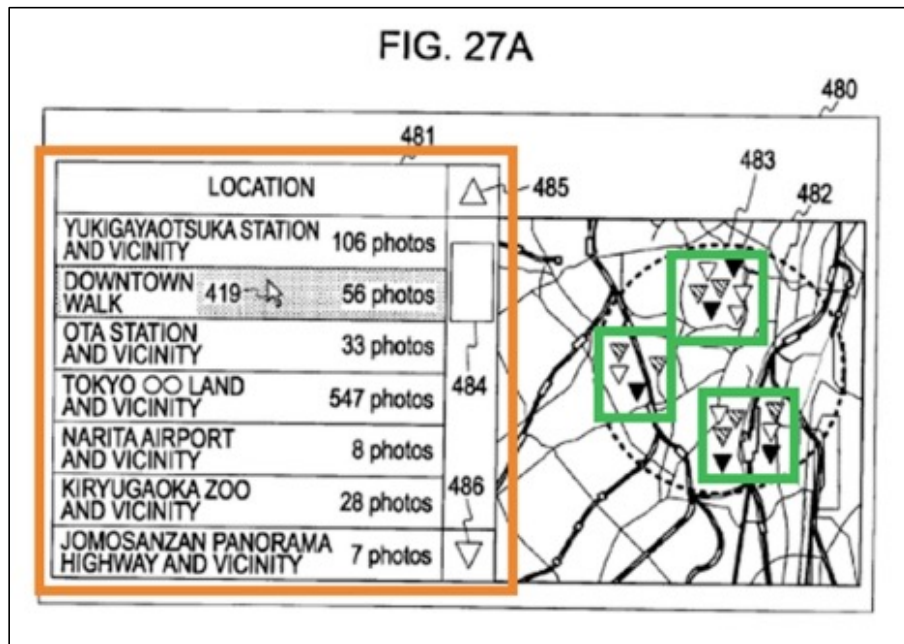 FIG. 27A
480
481
483
LOCATION
485
482
YUKIGAYAOTSUKA STATION
AND VICINITY 106 photos
DOWNTOWN
WALK 419 56 photos
OTA STATION
AND VICINITY 33 photos
484
TOKYO ○○ LAND
AND VICINITY 547 photos
NARITA AIRPORT
AND VICINITY 8 photos
486
KIRYUGAOKA ZOO
AND VICINITY 28 photos
JOMOSANZAN PANORAMA
HIGHWAY AND VICINITY 7 photos